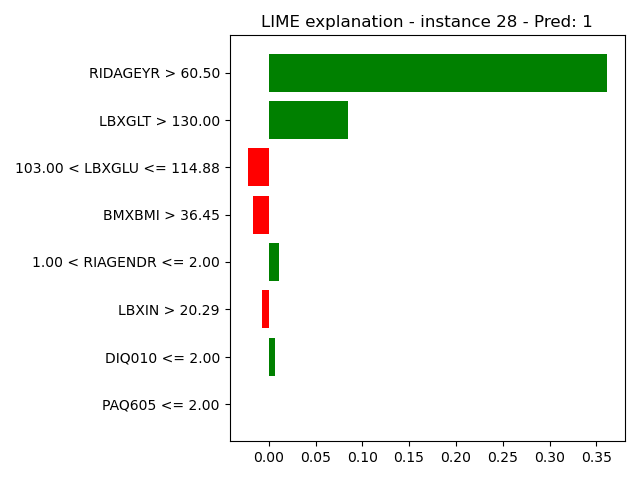 LIME explanation - instance 28 - Pred: 1
RIDAGEYR > 60.50
LBXGLT > 130.00
103.00 < LBXGLU <= 114.88
BMXBMI > 36.45
1.00 < RIAGENDR <= 2.00
LBXIN > 20.29
DIQ010 <= 2.00
PAQ605 <= 2.00
0.00 0.05 0.10 0.15 0.20 0.25 0.30 0.35